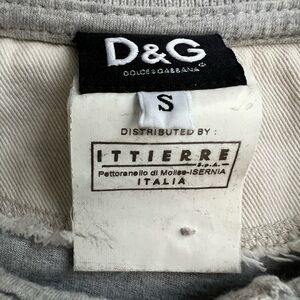 D&G
DOLCE&GABBANA
S
DISTRIBUTED BY :
ITTIERRE
S.p.A.
Pettoranello di Molise-ISERNIA
ITALIA